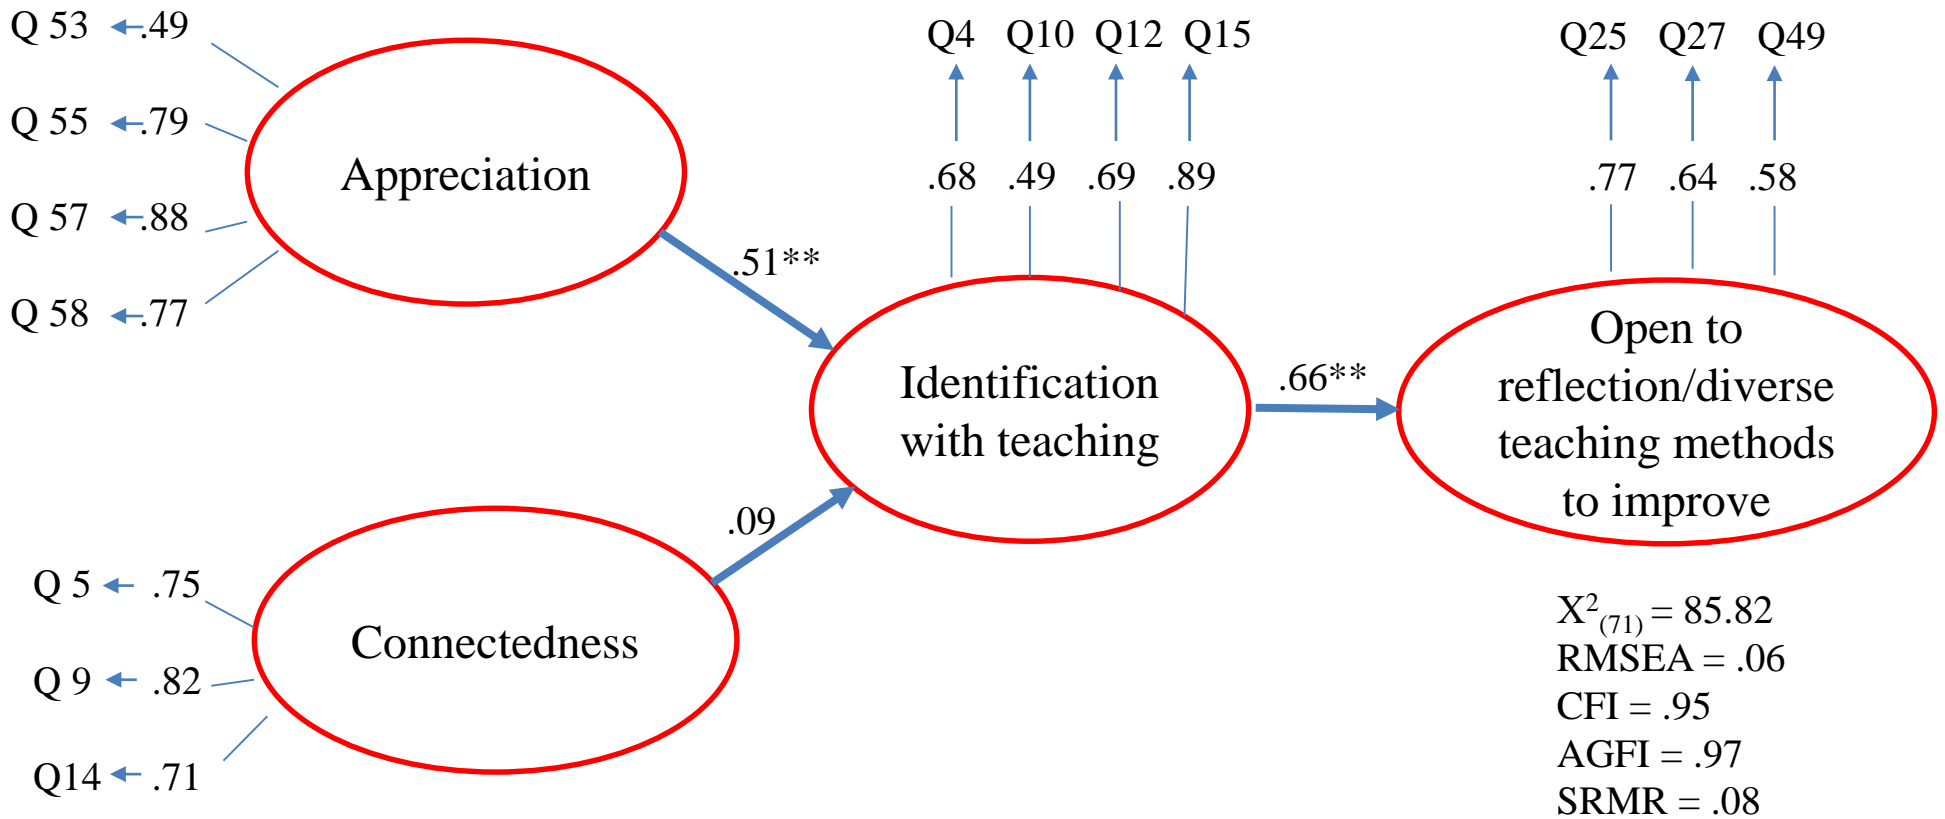 Q 53 .49
Q 55 .79
Q 57 .88
Q 58 .77
Appreciation
.51**
Q4 Q10 Q12 Q15
.68 .49 .69 .89
Q25 Q27 Q49
.77 .64 .58
Identification
with teaching
.66**
Open to
reflection/diverse
teaching methods
to improve
.09
Connectedness
Q 5 .75
Q 9 .82
Q14 .71
X²₍₇₁₎ = 85.82
RMSEA = .06
CFI = .95
AGFI = .97
SRMR = .08